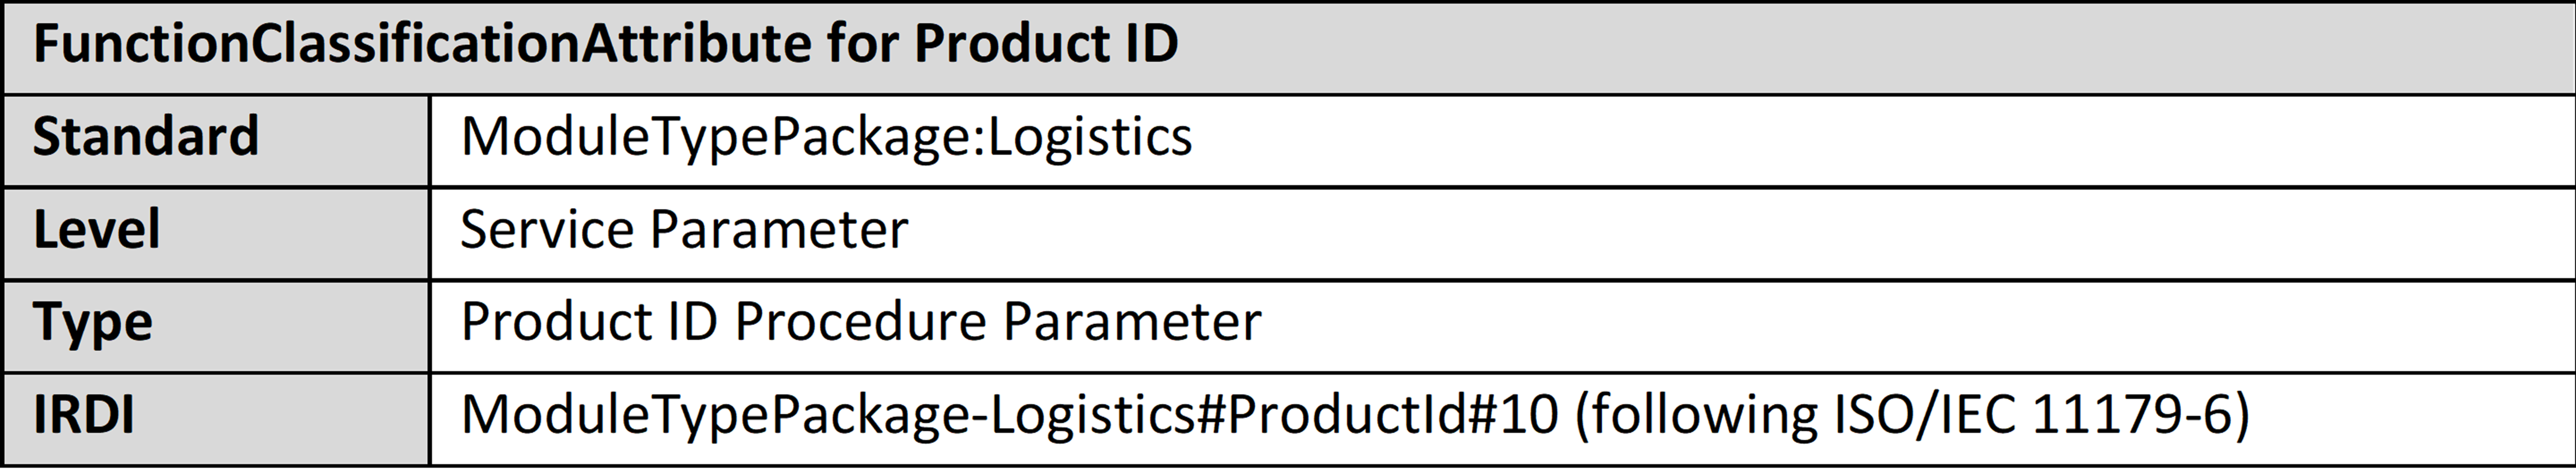 FunctionClassificationAttribute for Product ID
Standard ModuleTypePackage:Logistics
Level Service Parameter
Type Product ID Procedure Parameter
IRDI ModuleTypePackage-Logistics#ProductId#10 (following ISO/IEC 11179-6)